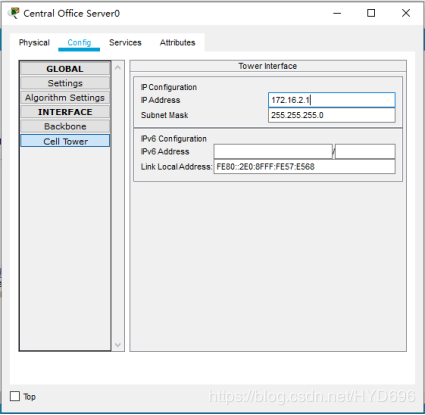 Central Office Server0
Physical Config Services Attributes
GLOBAL
Settings
Algorithm Settings
INTERFACE
Backbone
Cell Tower
Tower Interface
IP Configuration
IP Address 172.16.2.1
Subnet Mask 255.255.255.0
IPv6 Configuration
IPv6 Address /
Link Local Address: FE80::2E0:8FFF:FE57:E568
Top
https://blog.csdn.net/HYD696